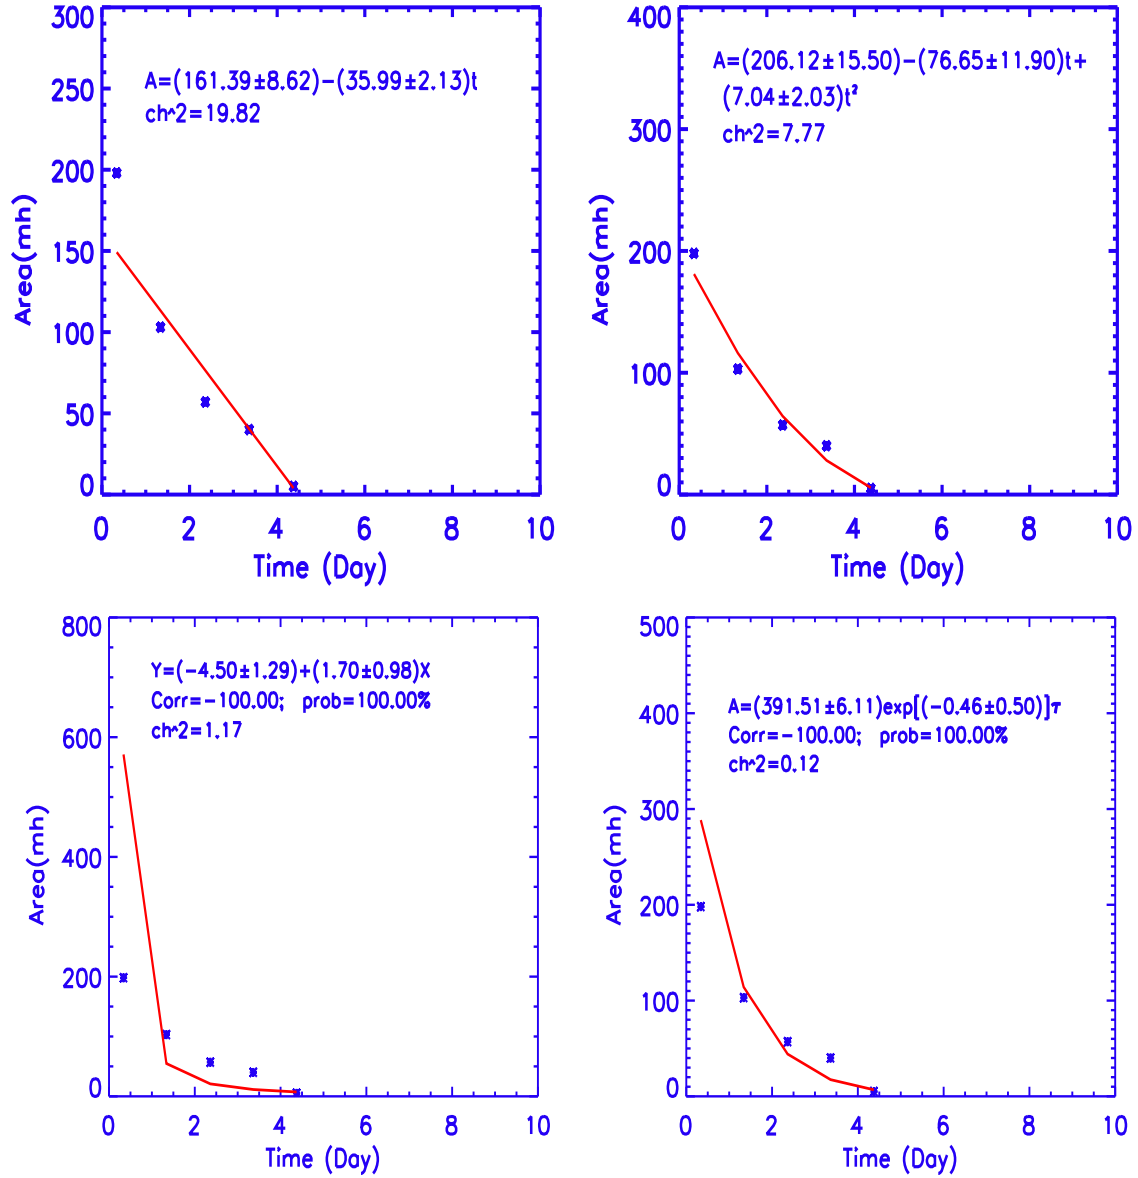 300
250
200
150
100
50
0
A=(161.39±8.62)−(35.99±2.13)t
ch^2=19.82
Area(mh)
0 2 4 6 8 10
Time (Day)
400
300
200
100
0
A=(206.12±15.50)−(76.65±11.90)t+
(7.04±2.03)t²
ch^2=7.77
Area(mh)
0 2 4 6 8 10
Time (Day)
800
600
400
200
0
Y=(−4.50±1.29)+(1.70±0.98)X
Corr=−100.00; prob=100.00%
ch^2=1.17
Area(mh)
0 2 4 6 8 10
Time (Day)
500
400
300
200
100
0
A=(391.51±6.11)exp[(−0.46±0.50)]τ
Corr=−100.00; prob=100.00%
ch^2=0.12
Area(mh)
0 2 4 6 8 10
Time (Day)